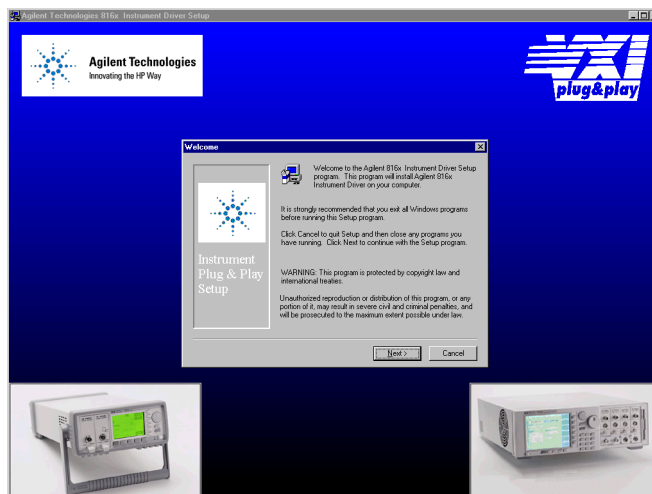 Agilent Technologies 816x Instrument Driver Setup
Agilent Technologies
Innovating the HP Way
VXI
plug&play
Welcome
Instrument
Plug & Play
Setup
Welcome to the Agilent 816x Instrument Driver Setup
program. This program will install Agilent 816x
Instrument Driver on your computer.
It is strongly recommended that you exit all Windows programs
before running this Setup program.
Click Cancel to quit Setup and then close any programs you
have running. Click Next to continue with the Setup program.
WARNING: This program is protected by copyright law and
international treaties.
Unauthorized reproduction or distribution of this program, or any
portion of it, may result in severe civil and criminal penalties, and
will be prosecuted to the maximum extent possible under law.
Next >
Cancel